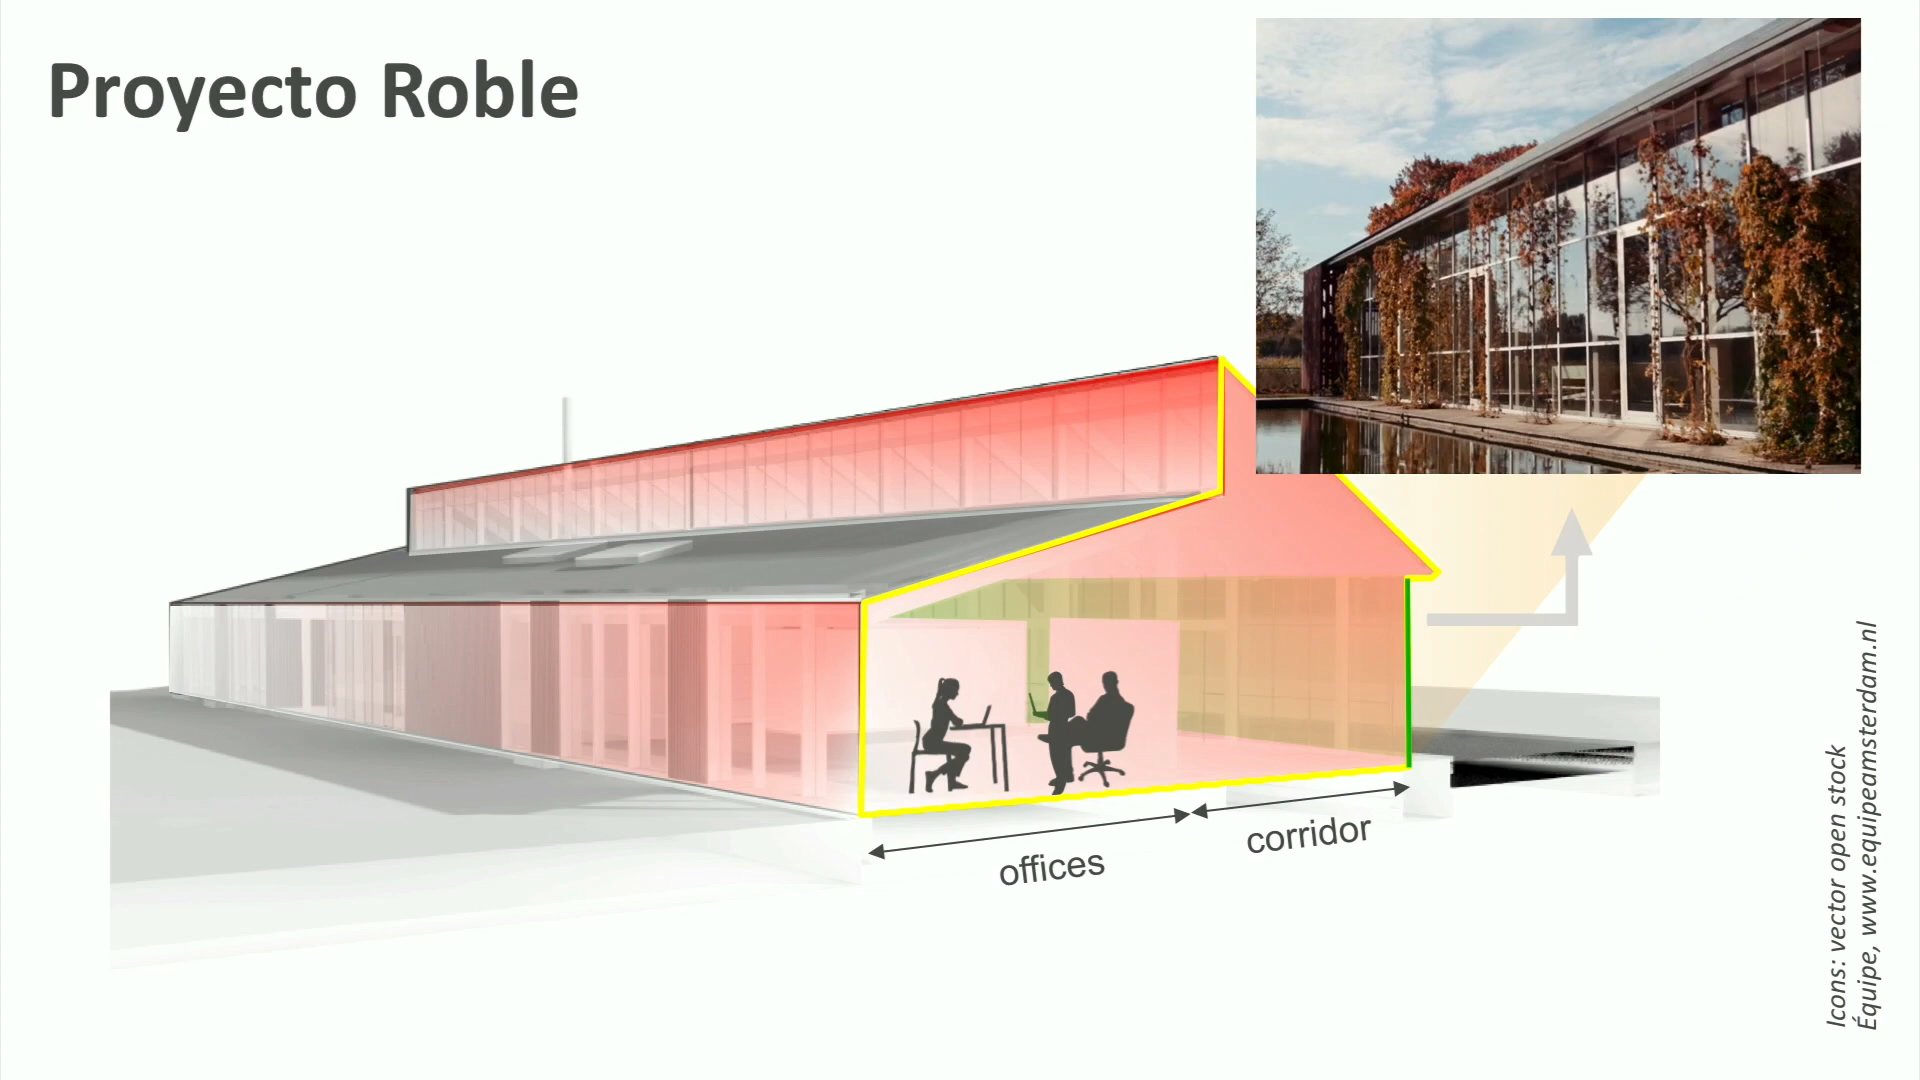 Proyecto Roble
offices
corridor
Icons: vector open stock
Équipe, www.equipeamsterdam.nl